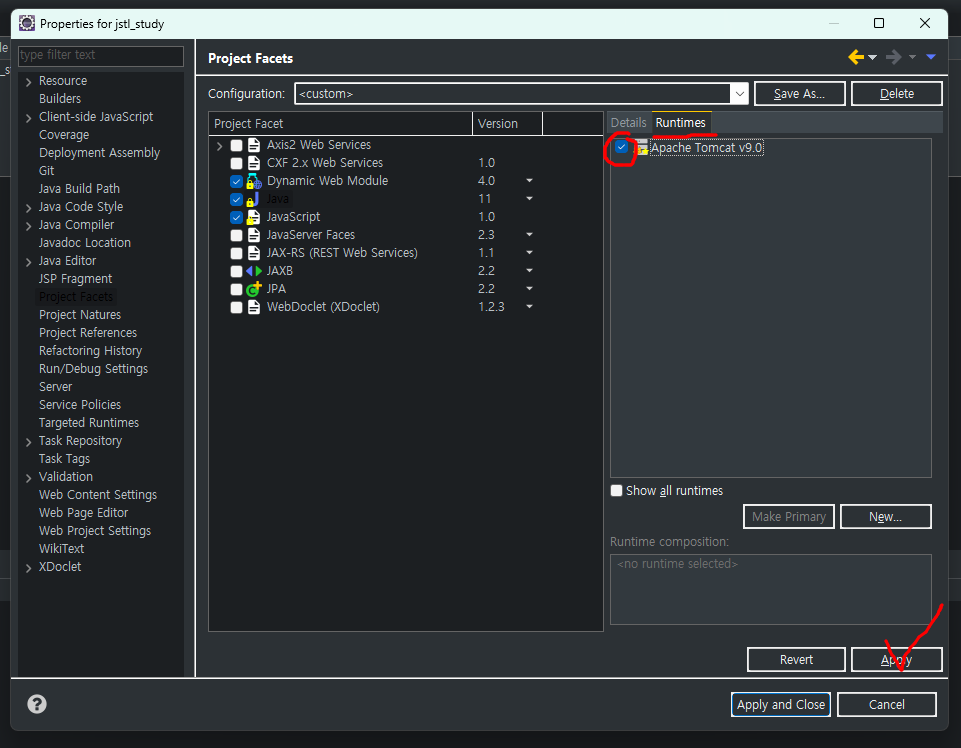 Properties for jstl_study
type filter text
Resource
Builders
Client-side JavaScript
Coverage
Deployment Assembly
Git
Java Build Path
Java Code Style
Java Compiler
Javadoc Location
Java Editor
JSP Fragment
Project Facets
Project Natures
Project References
Refactoring History
Run/Debug Settings
Server
Service Policies
Targeted Runtimes
Task Repository
Task Tags
Validation
Web Content Settings
Web Page Editor
Web Project Settings
WikiText
XDoclet
Project Facets
Configuration: <custom> Save As... Delete
Project Facet Version
Axis2 Web Services
CXF 2.x Web Services 1.0
Dynamic Web Module 4.0
Java 11
JavaScript 1.0
JavaServer Faces 2.3
JAX-RS (REST Web Services) 1.1
JAXB 2.2
JPA 2.2
WebDoclet (XDoclet) 1.2.3
Details Runtimes
Apache Tomcat v9.0
Show all runtimes
Make Primary New...
Runtime composition:
<no runtime selected>
Revert Apply
Apply and Close Cancel